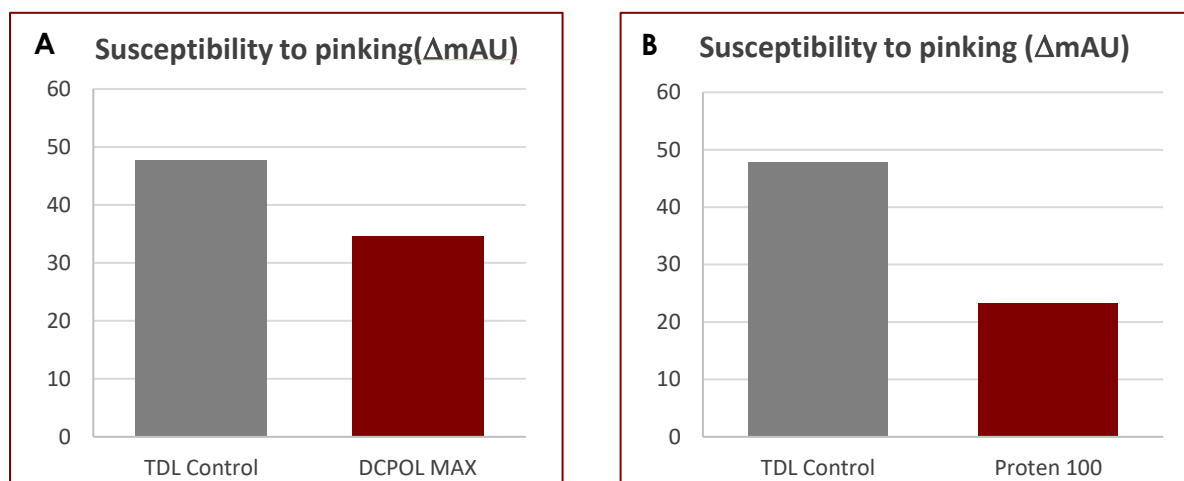 A
Susceptibility to pinking(ΔmAU)
60
50
40
30
20
10
0
TDL Control
DCPOL MAX
B
Susceptibility to pinking (ΔmAU)
60
50
40
30
20
10
0
TDL Control
Proten 100